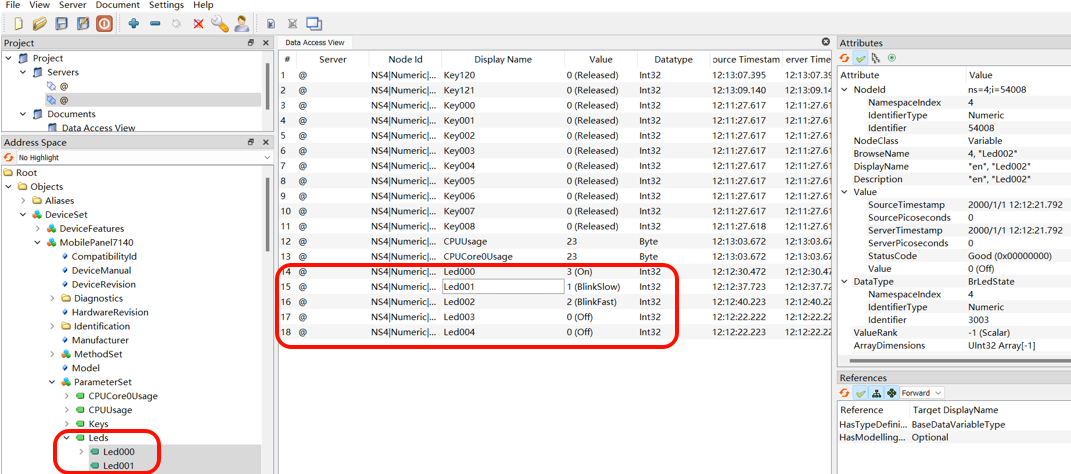 File View Server Document Settings Help
Project
Project
Servers
@
@
Documents
Data Access View
Address Space
No Highlight
Root
Objects
Aliases
DeviceSet
DeviceFeatures
MobilePanel7140
CompatibilityId
DeviceManual
DeviceRevision
Diagnostics
HardwareRevision
Identification
Manufacturer
MethodSet
Model
ParameterSet
CPUCore0Usage
CPUUsage
Keys
Leds
Led000
Led001
Data Access View
# Server Node Id Display Name Value Datatype ource Timestam erver Time
1 @ NS4|Numeric|... Key120 0 (Released) Int32 12:13:07.395 12:13:07.39
2 @ NS4|Numeric|... Key121 0 (Released) Int32 12:13:09.140 12:13:09.14
3 @ NS4|Numeric|... Key000 0 (Released) Int32 12:11:27.617 12:11:27.61
4 @ NS4|Numeric|... Key001 0 (Released) Int32 12:11:27.617 12:11:27.61
5 @ NS4|Numeric|... Key002 0 (Released) Int32 12:11:27.617 12:11:27.61
6 @ NS4|Numeric|... Key003 0 (Released) Int32 12:11:27.617 12:11:27.61
7 @ NS4|Numeric|... Key004 0 (Released) Int32 12:11:27.617 12:11:27.61
8 @ NS4|Numeric|... Key005 0 (Released) Int32 12:11:27.617 12:11:27.61
9 @ NS4|Numeric|... Key006 0 (Released) Int32 12:11:27.617 12:11:27.61
10 @ NS4|Numeric|... Key007 0 (Released) Int32 12:11:27.617 12:11:27.61
11 @ NS4|Numeric|... Key008 0 (Released) Int32 12:11:27.618 12:11:27.61
12 @ NS4|Numeric|... CPUUsage 23 Byte 12:13:03.672 12:13:03.67
13 @ NS4|Numeric|... CPUCore0Usage 23 Byte 12:13:03.672 12:13:03.67
14 @ NS4|Numeric|... Led000 3 (On) Int32 12:12:30.472 12:12:30.47
15 @ NS4|Numeric|... Led001 1 (BlinkSlow) Int32 12:12:37.723 12:12:37.72
16 @ NS4|Numeric|... Led002 2 (BlinkFast) Int32 12:12:40.223 12:12:40.22
17 @ NS4|Numeric|... Led003 0 (Off) Int32 12:12:22.222 12:12:22.22
18 @ NS4|Numeric|... Led004 0 (Off) Int32 12:12:22.223 12:12:22.22
Attributes
Attribute Value
NodeId ns=4;i=54008
NamespaceIndex 4
IdentifierType Numeric
Identifier 54008
NodeClass Variable
BrowseName 4, "Led002"
DisplayName "en", "Led002"
Description "en", "Led002"
Value
SourceTimestamp 2000/1/1 12:12:21.792
SourcePicoseconds 0
ServerTimestamp 2000/1/1 12:12:21.792
ServerPicoseconds 0
StatusCode Good (0x00000000)
Value 0 (Off)
DataType BrLedState
NamespaceIndex 4
IdentifierType Numeric
Identifier 3003
ValueRank -1 (Scalar)
ArrayDimensions UInt32 Array[-1]
References
Forward
Reference Target DisplayName
HasTypeDefini... BaseDataVariableType
HasModelling... Optional